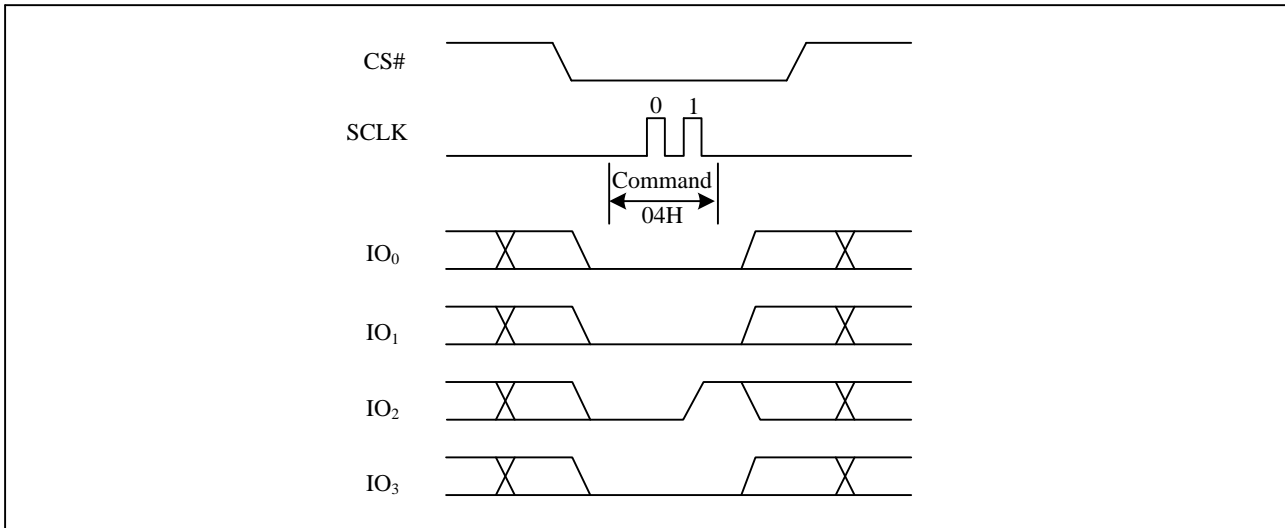 CS#
0 1
SCLK
Command
04H
IO₀
IO₁
IO₂
IO₃